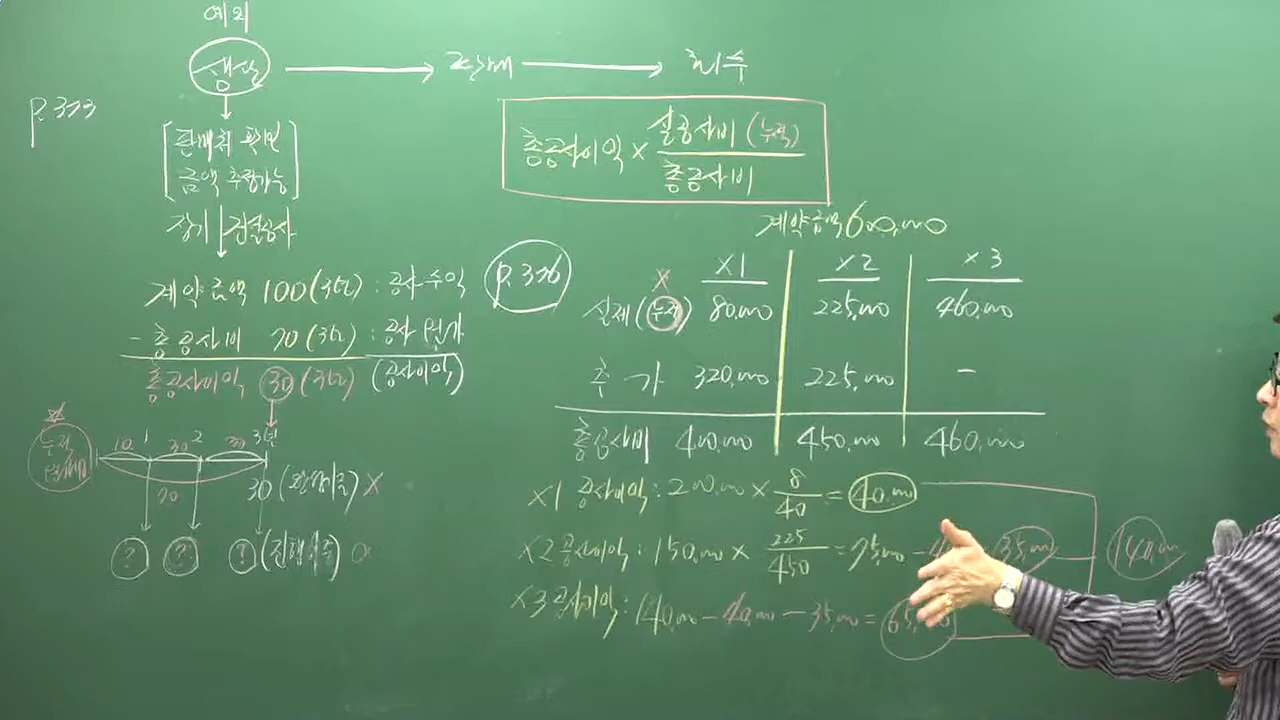 예외
생산 → 판매 → 회수
P. 373
[판매처 확인
금액 추정가능]
장기 건설공사
계약금액 100(3년) : 공사수익
- 총공사비 70(3년) : 공사원가
총공사이익 30(3년) (공사이익)
누적
10 1 30 2 30 3년
70
30 (완성기준) X
? ? ? (진행기준) O
총공사이익 × 실공사비(누적) / 총공사비
P. 376
계약금액 600,000
X1 X2 X3
X
실제(누적) 80,000 225,000 460,000
추가 320,000 225,000 -
총공사비 400,000 450,000 460,000
X1 공사이익 : 200,000 × 8/40 = 40,000
X2 공사이익 : 150,000 × 225/450 = 75,000 - 35,000 140,000
X3 공사이익 : 140,000 - 40,000 - 35,000 = 65,000